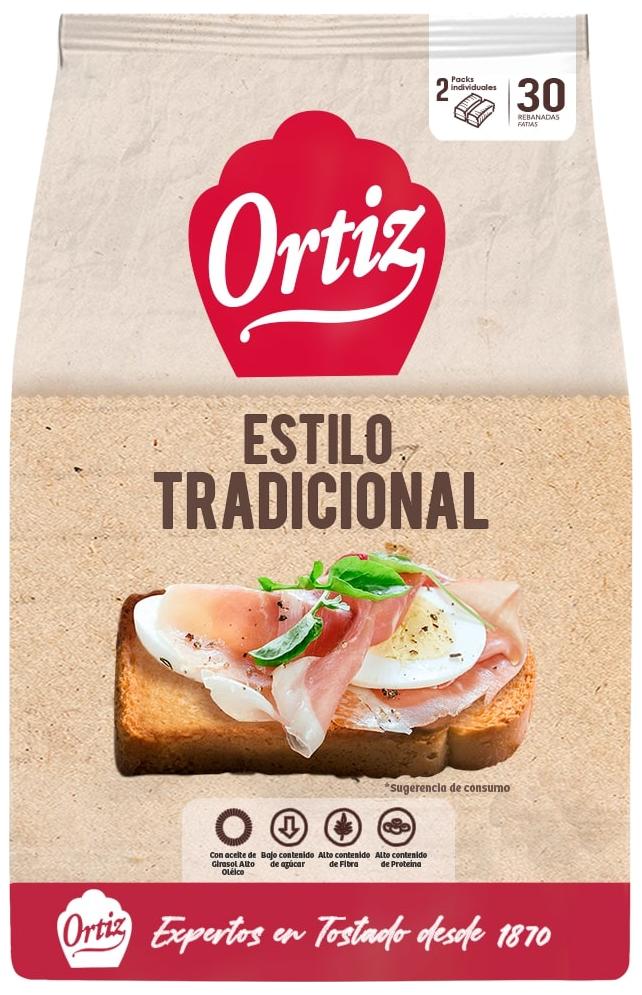 2 Packs
individuales
30
REBANADAS
FATIAS
Ortiz
ESTILO
TRADICIONAL
*Sugerencia de consumo
Con aceite de
Girasol Alto
Oléico
Bajo contenido
de azúcar
Alto contenido
de Fibra
Alto contenido
de Proteína
Ortiz
Expertos en Tostado desde 1870